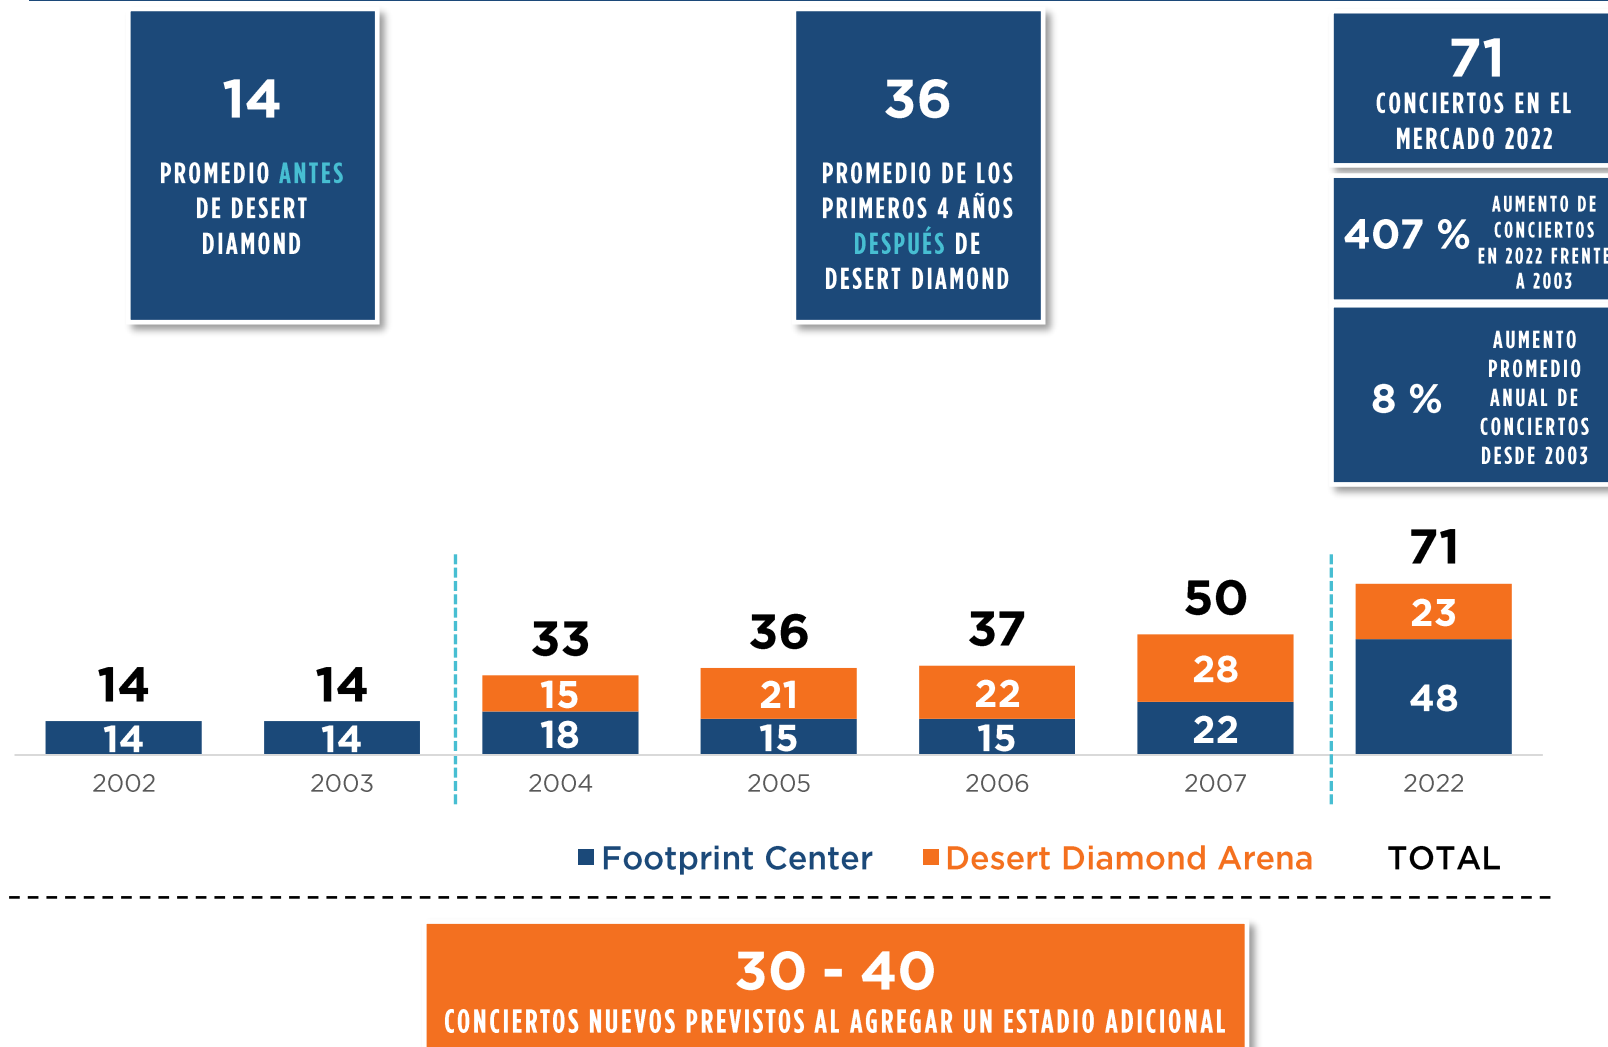 14
PROMEDIO ANTES
DE DESERT
DIAMOND
36
PROMEDIO DE LOS
PRIMEROS 4 AÑOS
DESPUÉS DE
DESERT DIAMOND
71
CONCIERTOS EN EL
MERCADO 2022
407 %
AUMENTO DE
CONCIERTOS
EN 2022 FRENTE
A 2003
8 %
AUMENTO
PROMEDIO
ANUAL DE
CONCIERTOS
DESDE 2003
14
14
33
36
37
50
71
15
21
22
28
23
14
14
18
15
15
22
48
2002
2003
2004
2005
2006
2007
2022
Footprint Center
Desert Diamond Arena
TOTAL
30 - 40
CONCIERTOS NUEVOS PREVISTOS AL AGREGAR UN ESTADIO ADICIONAL